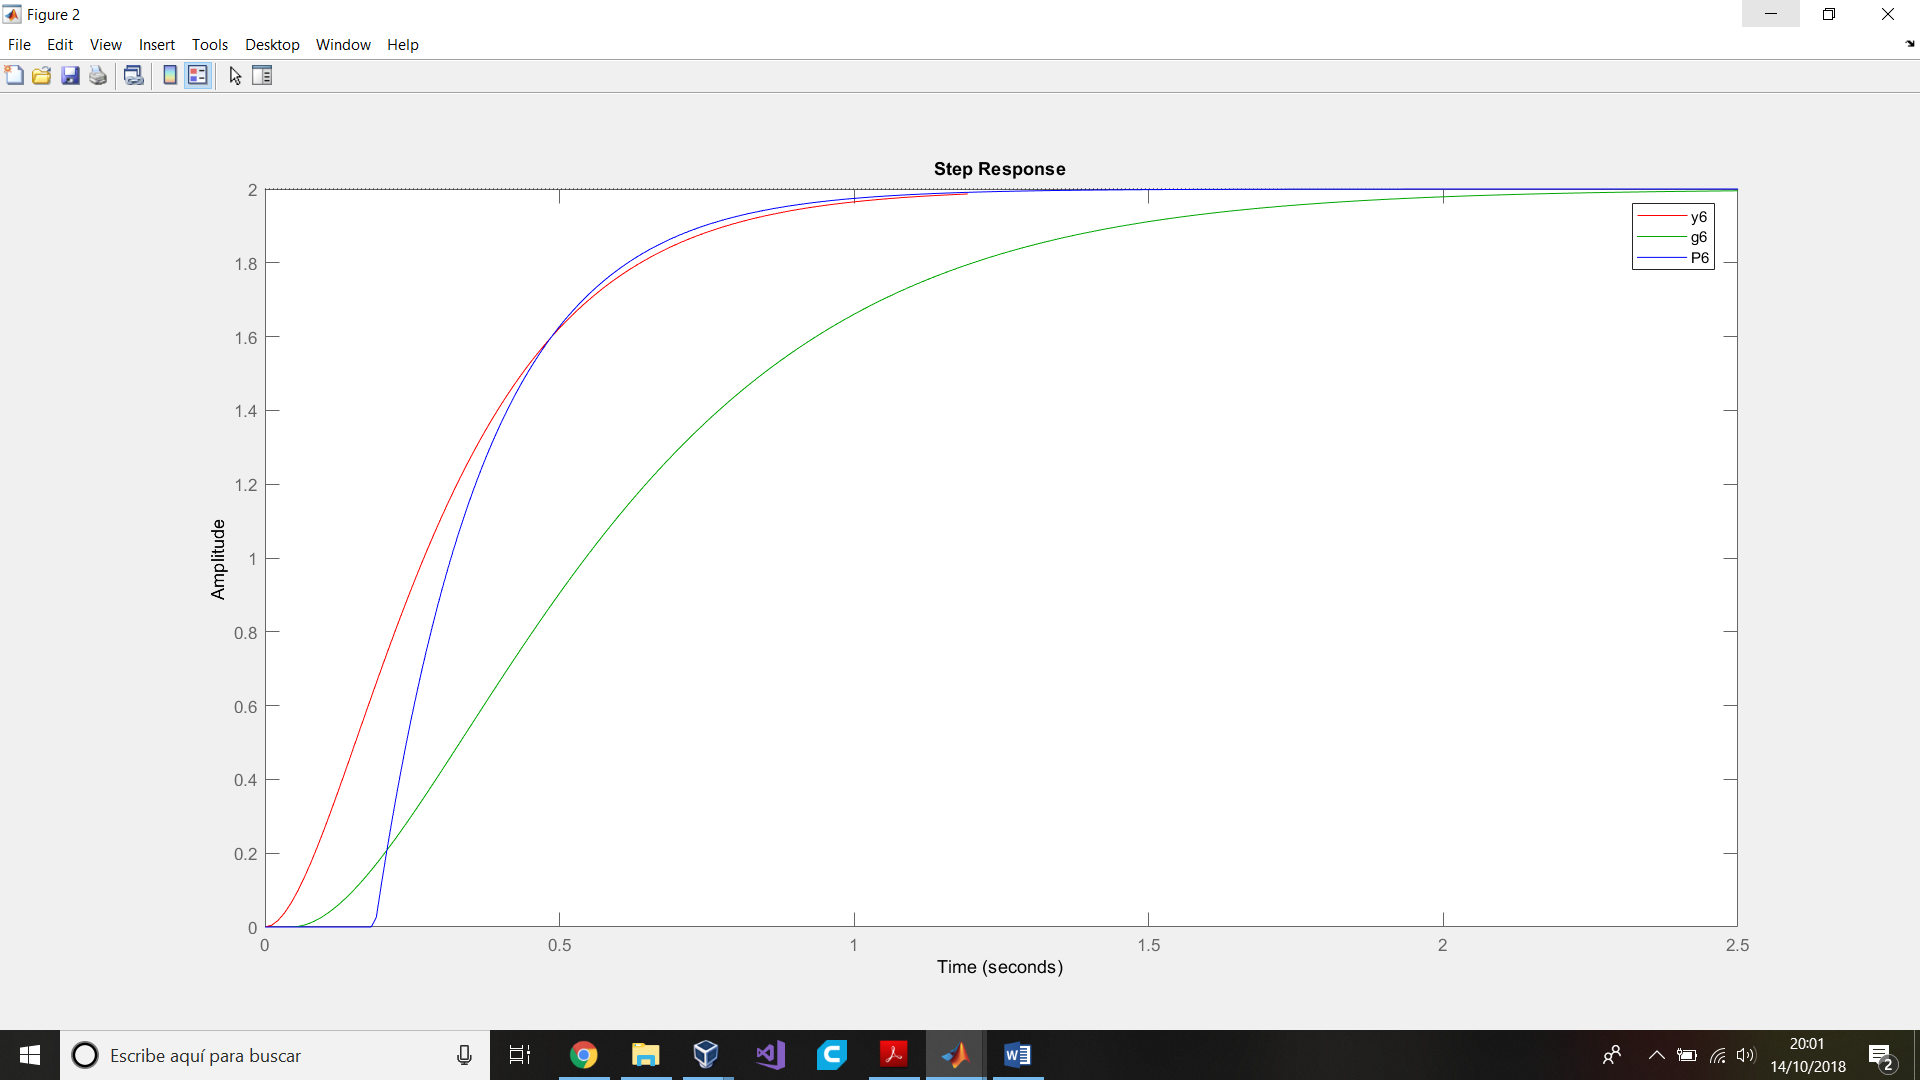 Figure 2
File Edit View Insert Tools Desktop Window Help
Step Response
2
1.8
1.6
1.4
1.2
1
0.8
0.6
0.4
0.2
0
Amplitude
y6
g6
P6
0 0.5 1 1.5 2 2.5
Time (seconds)
Escribe aquí para buscar
20:01
14/10/2018
2